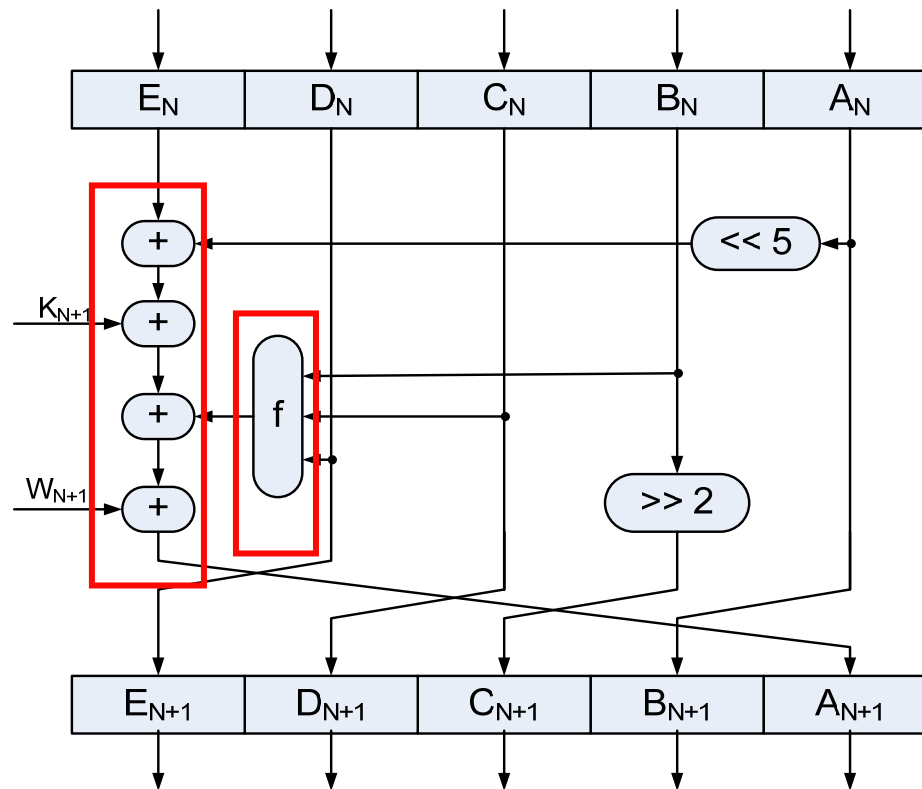 E_N D_N C_N B_N A_N
+ << 5
K_N+1 +
+ f
W_N+1 + >> 2
E_N+1 D_N+1 C_N+1 B_N+1 A_N+1